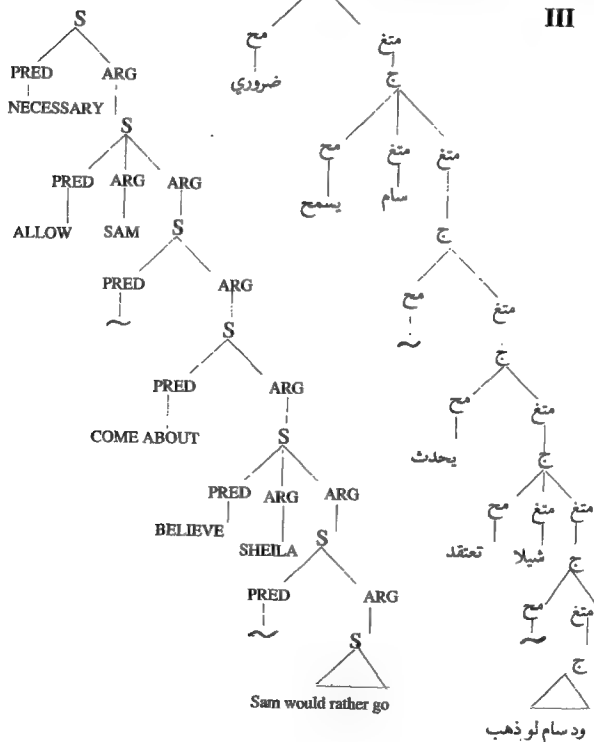 III
S
PRED ARG
NECESSARY
S
PRED ARG ARG
ALLOW SAM
S
PRED ARG
~
S
PRED ARG
COME ABOUT
S
PRED ARG ARG
BELIEVE
SHEILA
S
PRED ARG
~
S
Sam would rather go
مح متغ
ضروري
ج
مح متغ متغ
يسمح سام
ج
مح متغ
~
ج
مح متغ
يحدث
ج
مح متغ متغ
تعتقد شيلا
ج
مح متغ
~
ج
ود سام لو ذهب